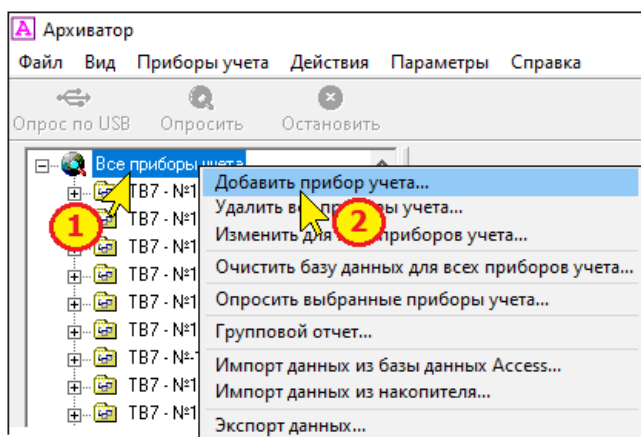 Архиватор
Файл Вид Приборы учета Действия Параметры Справка
Опрос по USB Опросить Остановить
Все приборы учета
Добавить прибор учета...
ТВ7 - №1
Удалить приборы учета...
ТВ7 - №1
Изменить для приборов учета...
1
2
ТВ7 - №1
Очистить базу данных для всех приборов учета...
ТВ7 - №1
Опросить выбранные приборы учета...
ТВ7 - №1
Групповой отчет...
ТВ7 - №1
ТВ7 - №-1
Импорт данных из базы данных Access...
ТВ7 - №1
Импорт данных из накопителя...
ТВ7 - №1
Экспорт данных...